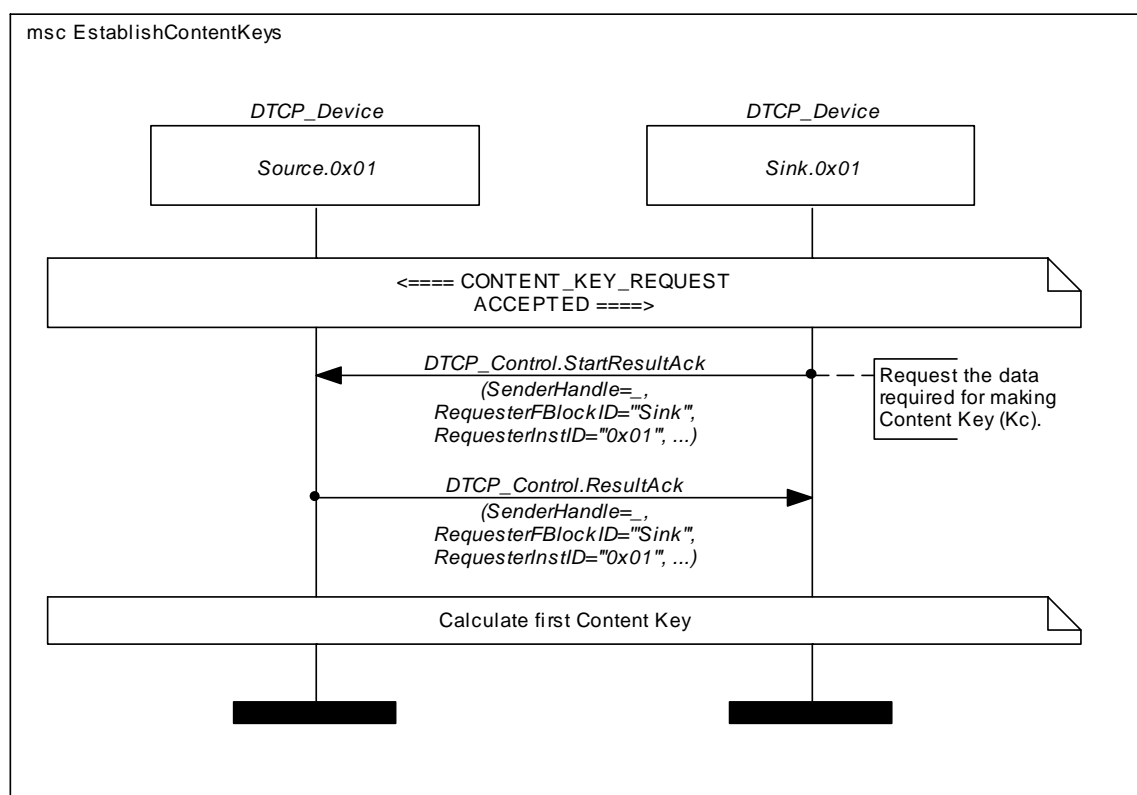 msc EstablishContentKeys
DTCP_Device
DTCP_Device
Source.0x01
Sink.0x01
<==== CONTENT_KEY_REQUEST
ACCEPTED ====>
DTCP_Control.StartResultAck
(SenderHandle=_,
RequesterFBlockID="'Sink'",
RequesterInstID="'0x01'", ...)
Request the data
required for making
Content Key (Kc).
DTCP_Control.ResultAck
(SenderHandle=_,
RequesterFBlockID="'Sink'",
RequesterInstID="'0x01'", ...)
Calculate first Content Key